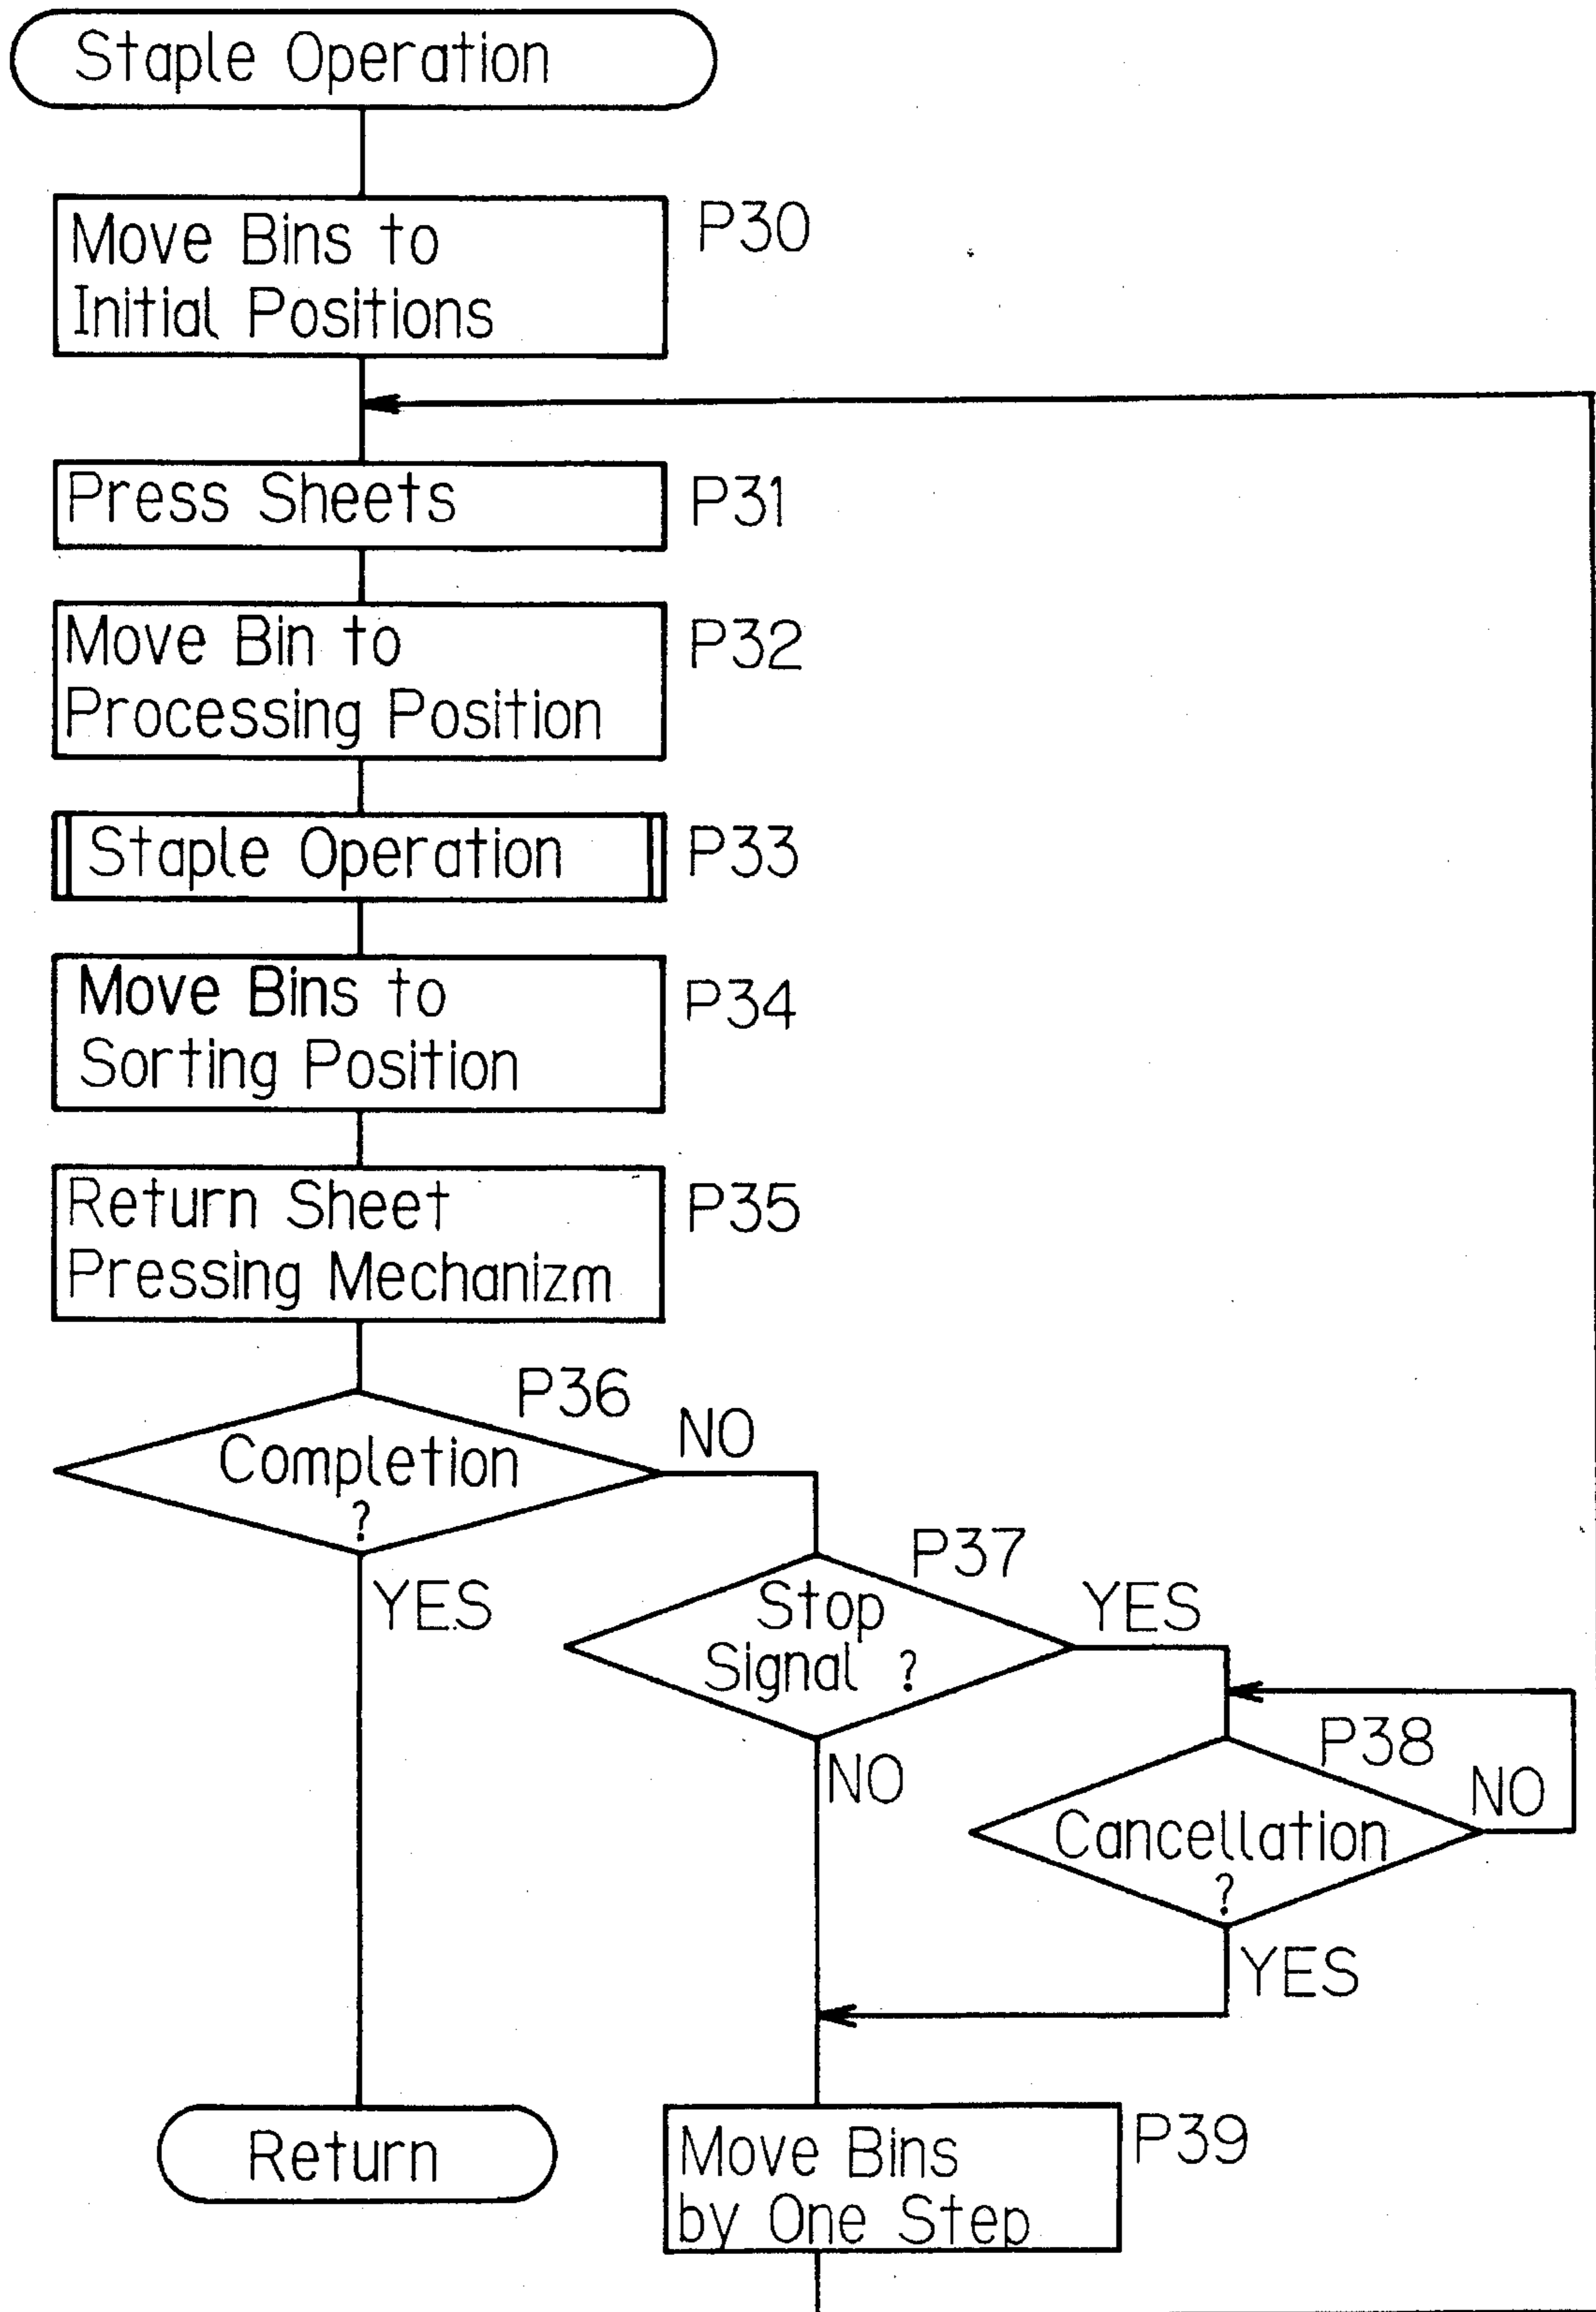 Staple Operation
Move Bins to
Initial Positions
P30
Press Sheets
P31
Move Bin to
Processing Position
P32
Staple Operation
P33
Move Bins to
Sorting Position
P34
Return Sheet
Pressing Mechanizm
P35
P36
Completion
?
NO
YES
P37
Stop
Signal ?
YES
NO
P38
Cancellation
?
NO
YES
Return
Move Bins
by One Step
P39